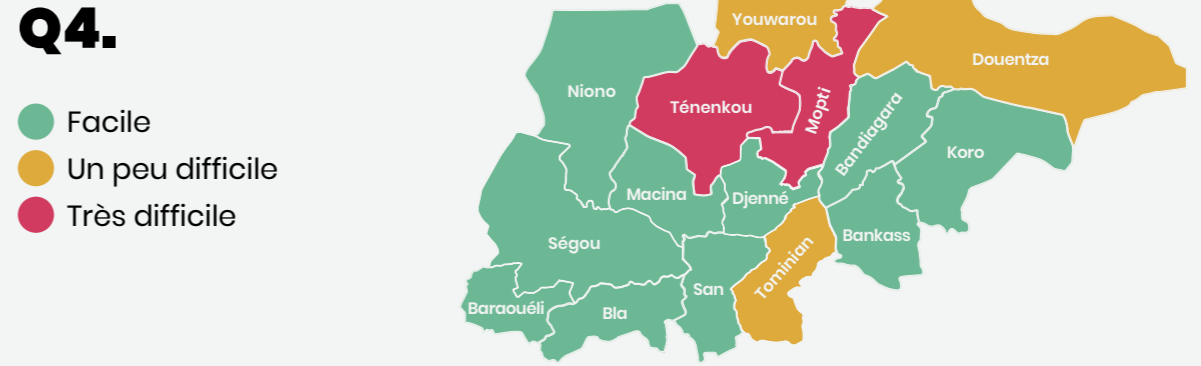 Q4.
Facile
Un peu difficile
Très difficile
Youwarou
Douentza
Niono
Ténenkou
Mopti
Bandiagara
Koro
Macina
Djenné
Ségou
Bankass
Tominian
San
Baraouéli
Bla